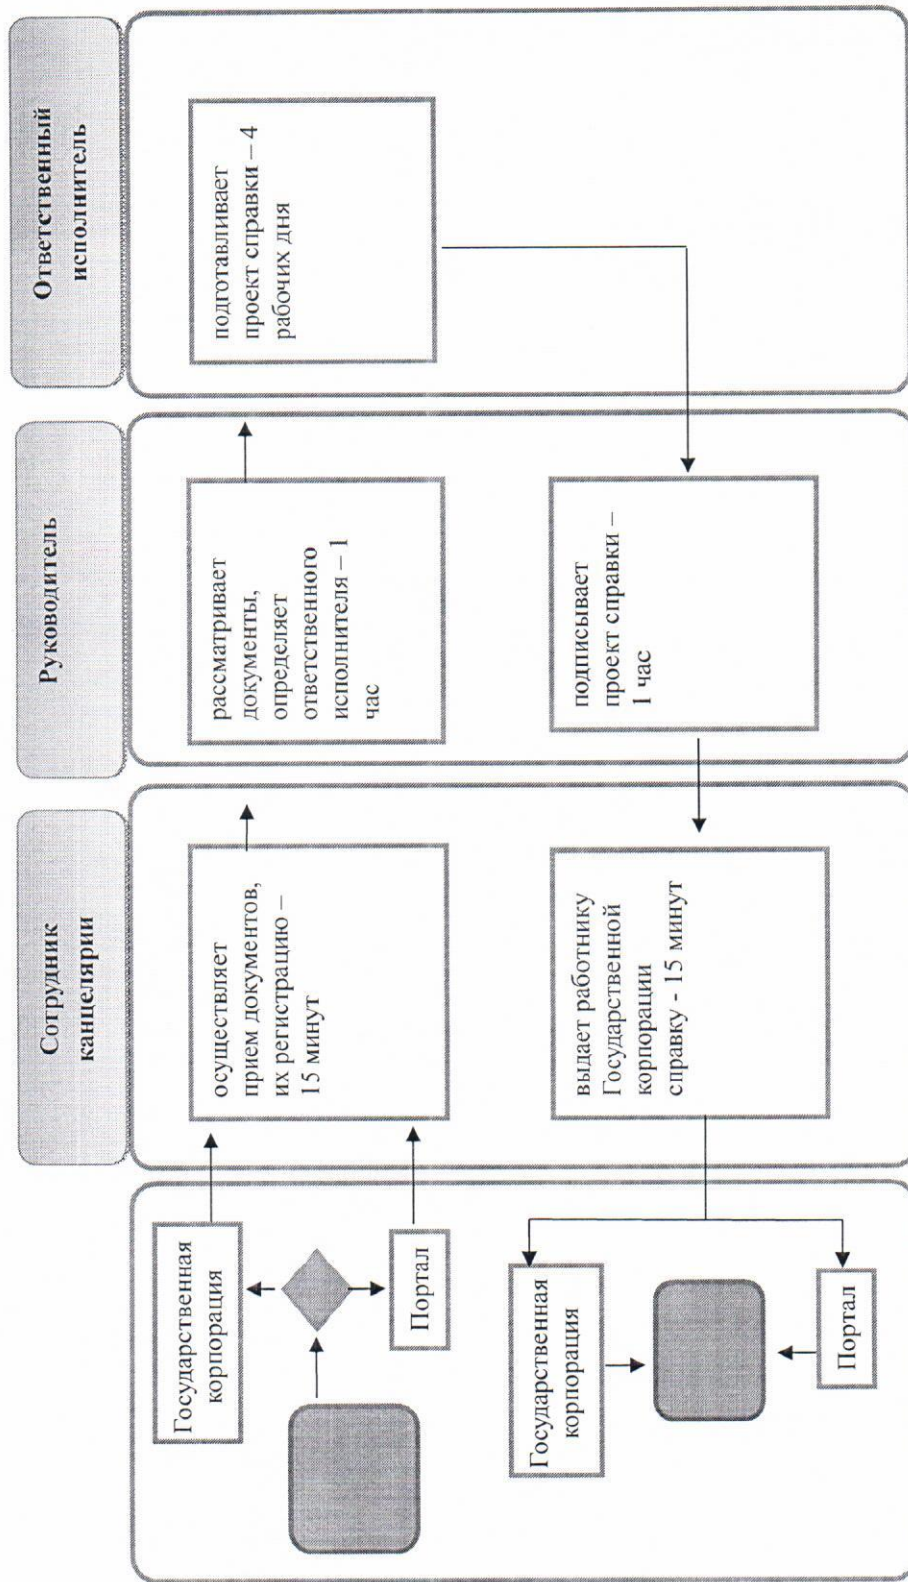 Сотрудник
канцелярии
Руководитель
Ответственный
исполнитель
Государственная
корпорация
Портал
осуществляет
прием документов,
их регистрацию –
15 минут
рассматривает
документы,
определяет
ответственного
исполнителя – 1
час
подготавливает
проект справки – 4
рабочих дня
Государственная
корпорация
Портал
выдает работнику
Государственной
корпорации
справку - 15 минут
подписывает
проект справки –
1 час